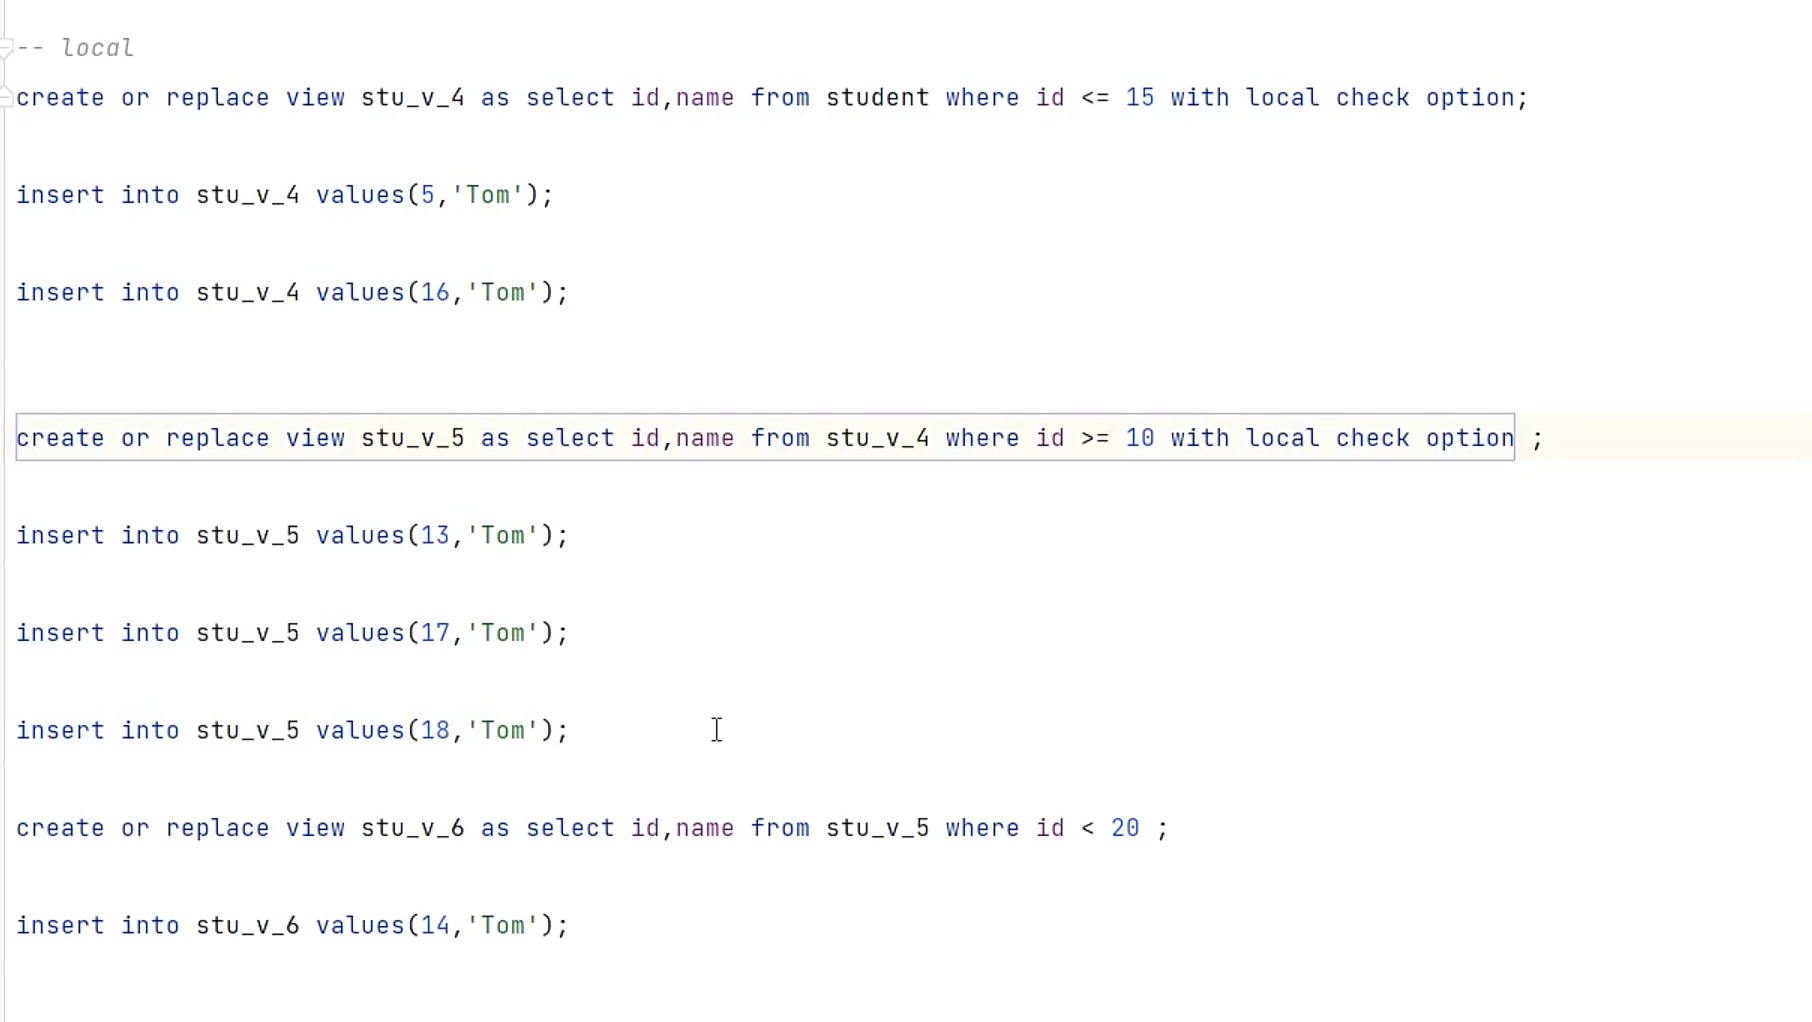 -- local
create or replace view stu_v_4 as select id,name from student where id <= 15 with local check option;
insert into stu_v_4 values(5,'Tom');
insert into stu_v_4 values(16,'Tom');
create or replace view stu_v_5 as select id,name from stu_v_4 where id >= 10 with local check option ;
insert into stu_v_5 values(13,'Tom');
insert into stu_v_5 values(17,'Tom');
insert into stu_v_5 values(18,'Tom');
create or replace view stu_v_6 as select id,name from stu_v_5 where id < 20 ;
insert into stu_v_6 values(14,'Tom');